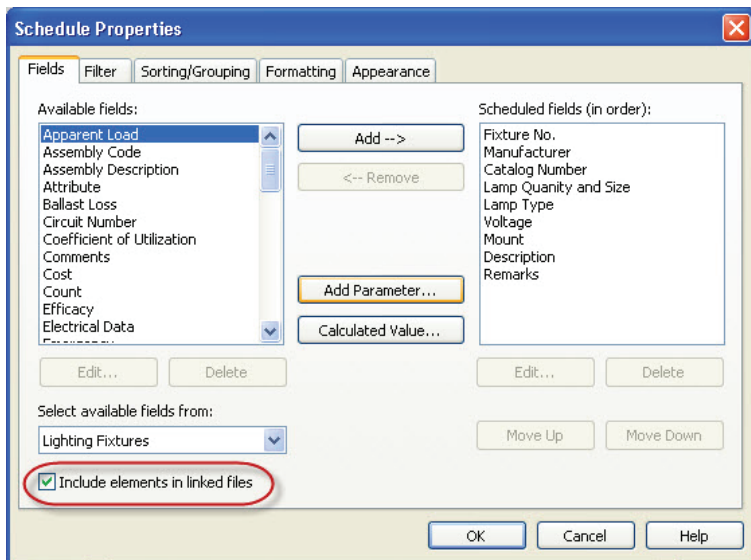 Schedule Properties
Fields Filter Sorting/Grouping Formatting Appearance
Available fields:
Apparent Load
Assembly Code
Assembly Description
Attribute
Ballast Loss
Circuit Number
Coefficient of Utilization
Comments
Cost
Count
Efficacy
Electrical Data
Add -->
<-- Remove
Add Parameter...
Calculated Value...
Scheduled fields (in order):
Fixture No.
Manufacturer
Catalog Number
Lamp Quanity and Size
Lamp Type
Voltage
Mount
Description
Remarks
Edit... Delete
Edit... Delete
Select available fields from:
Lighting Fixtures
Move Up Move Down
Include elements in linked files
OK Cancel Help